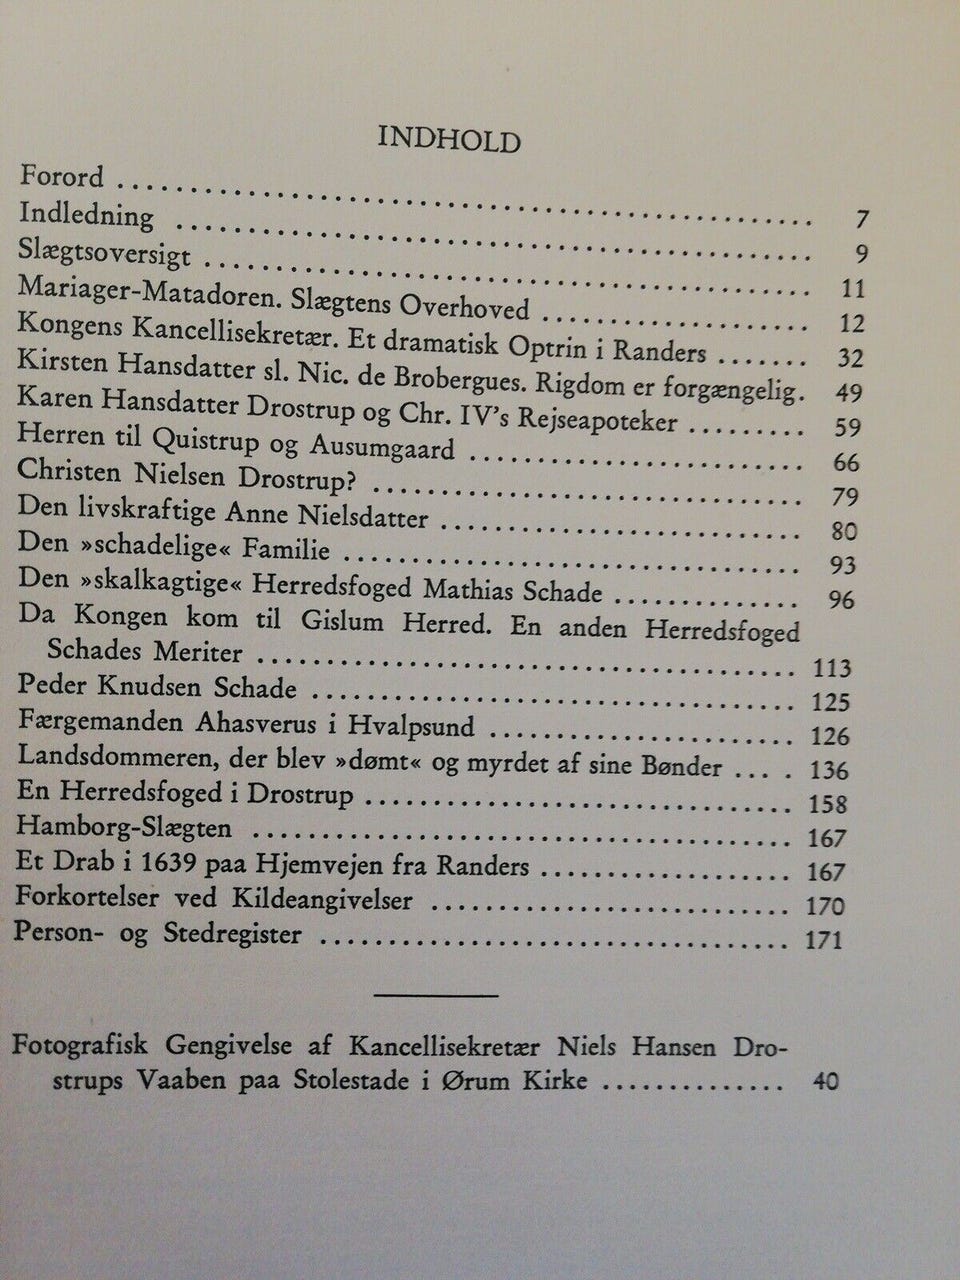 INDHOLD
Forord ........................................ 7
Indledning ........................................ 9
Slægtsoversigt ........................................ 11
Mariager-Matadoren. Slægtens Overhoved .................. 12
Kongens Kancellisekretær. Et dramatisk Optrin i Randers ....... 32
Kirsten Hansdatter sl. Nic. de Brobergues. Rigdom er forgængelig. 49
Karen Hansdatter Drostrup og Chr. IV's Rejseapoteker ......... 59
Herren til Quistrup og Ausumgaard ........................ 66
Christen Nielsen Drostrup? ................................ 79
Den livskraftige Anne Nielsdatter .......................... 80
Den »schadelige« Familie .................................. 93
Den »skalkagtige« Herredsfoged Mathias Schade .............. 96
Da Kongen kom til Gislum Herred. En anden Herredsfoged
Schades Meriter ........................................ 113
Peder Knudsen Schade .................................... 125
Færgemanden Ahasverus i Hvalpsund ...................... 126
Landsdommeren, der blev »dømt« og myrdet af sine Bønder .... 136
En Herredsfoged i Drostrup ................................ 158
Hamborg-Slægten ........................................ 167
Et Drab i 1639 paa Hjemvejen fra Randers ................... 167
Forkortelser ved Kildeangivelser ............................ 170
Person- og Stedregister .................................... 171
Fotografisk Gengivelse af Kancellisekretær Niels Hansen Dro-
strups Vaaben paa Stolestade i Ørum Kirke .............. 40